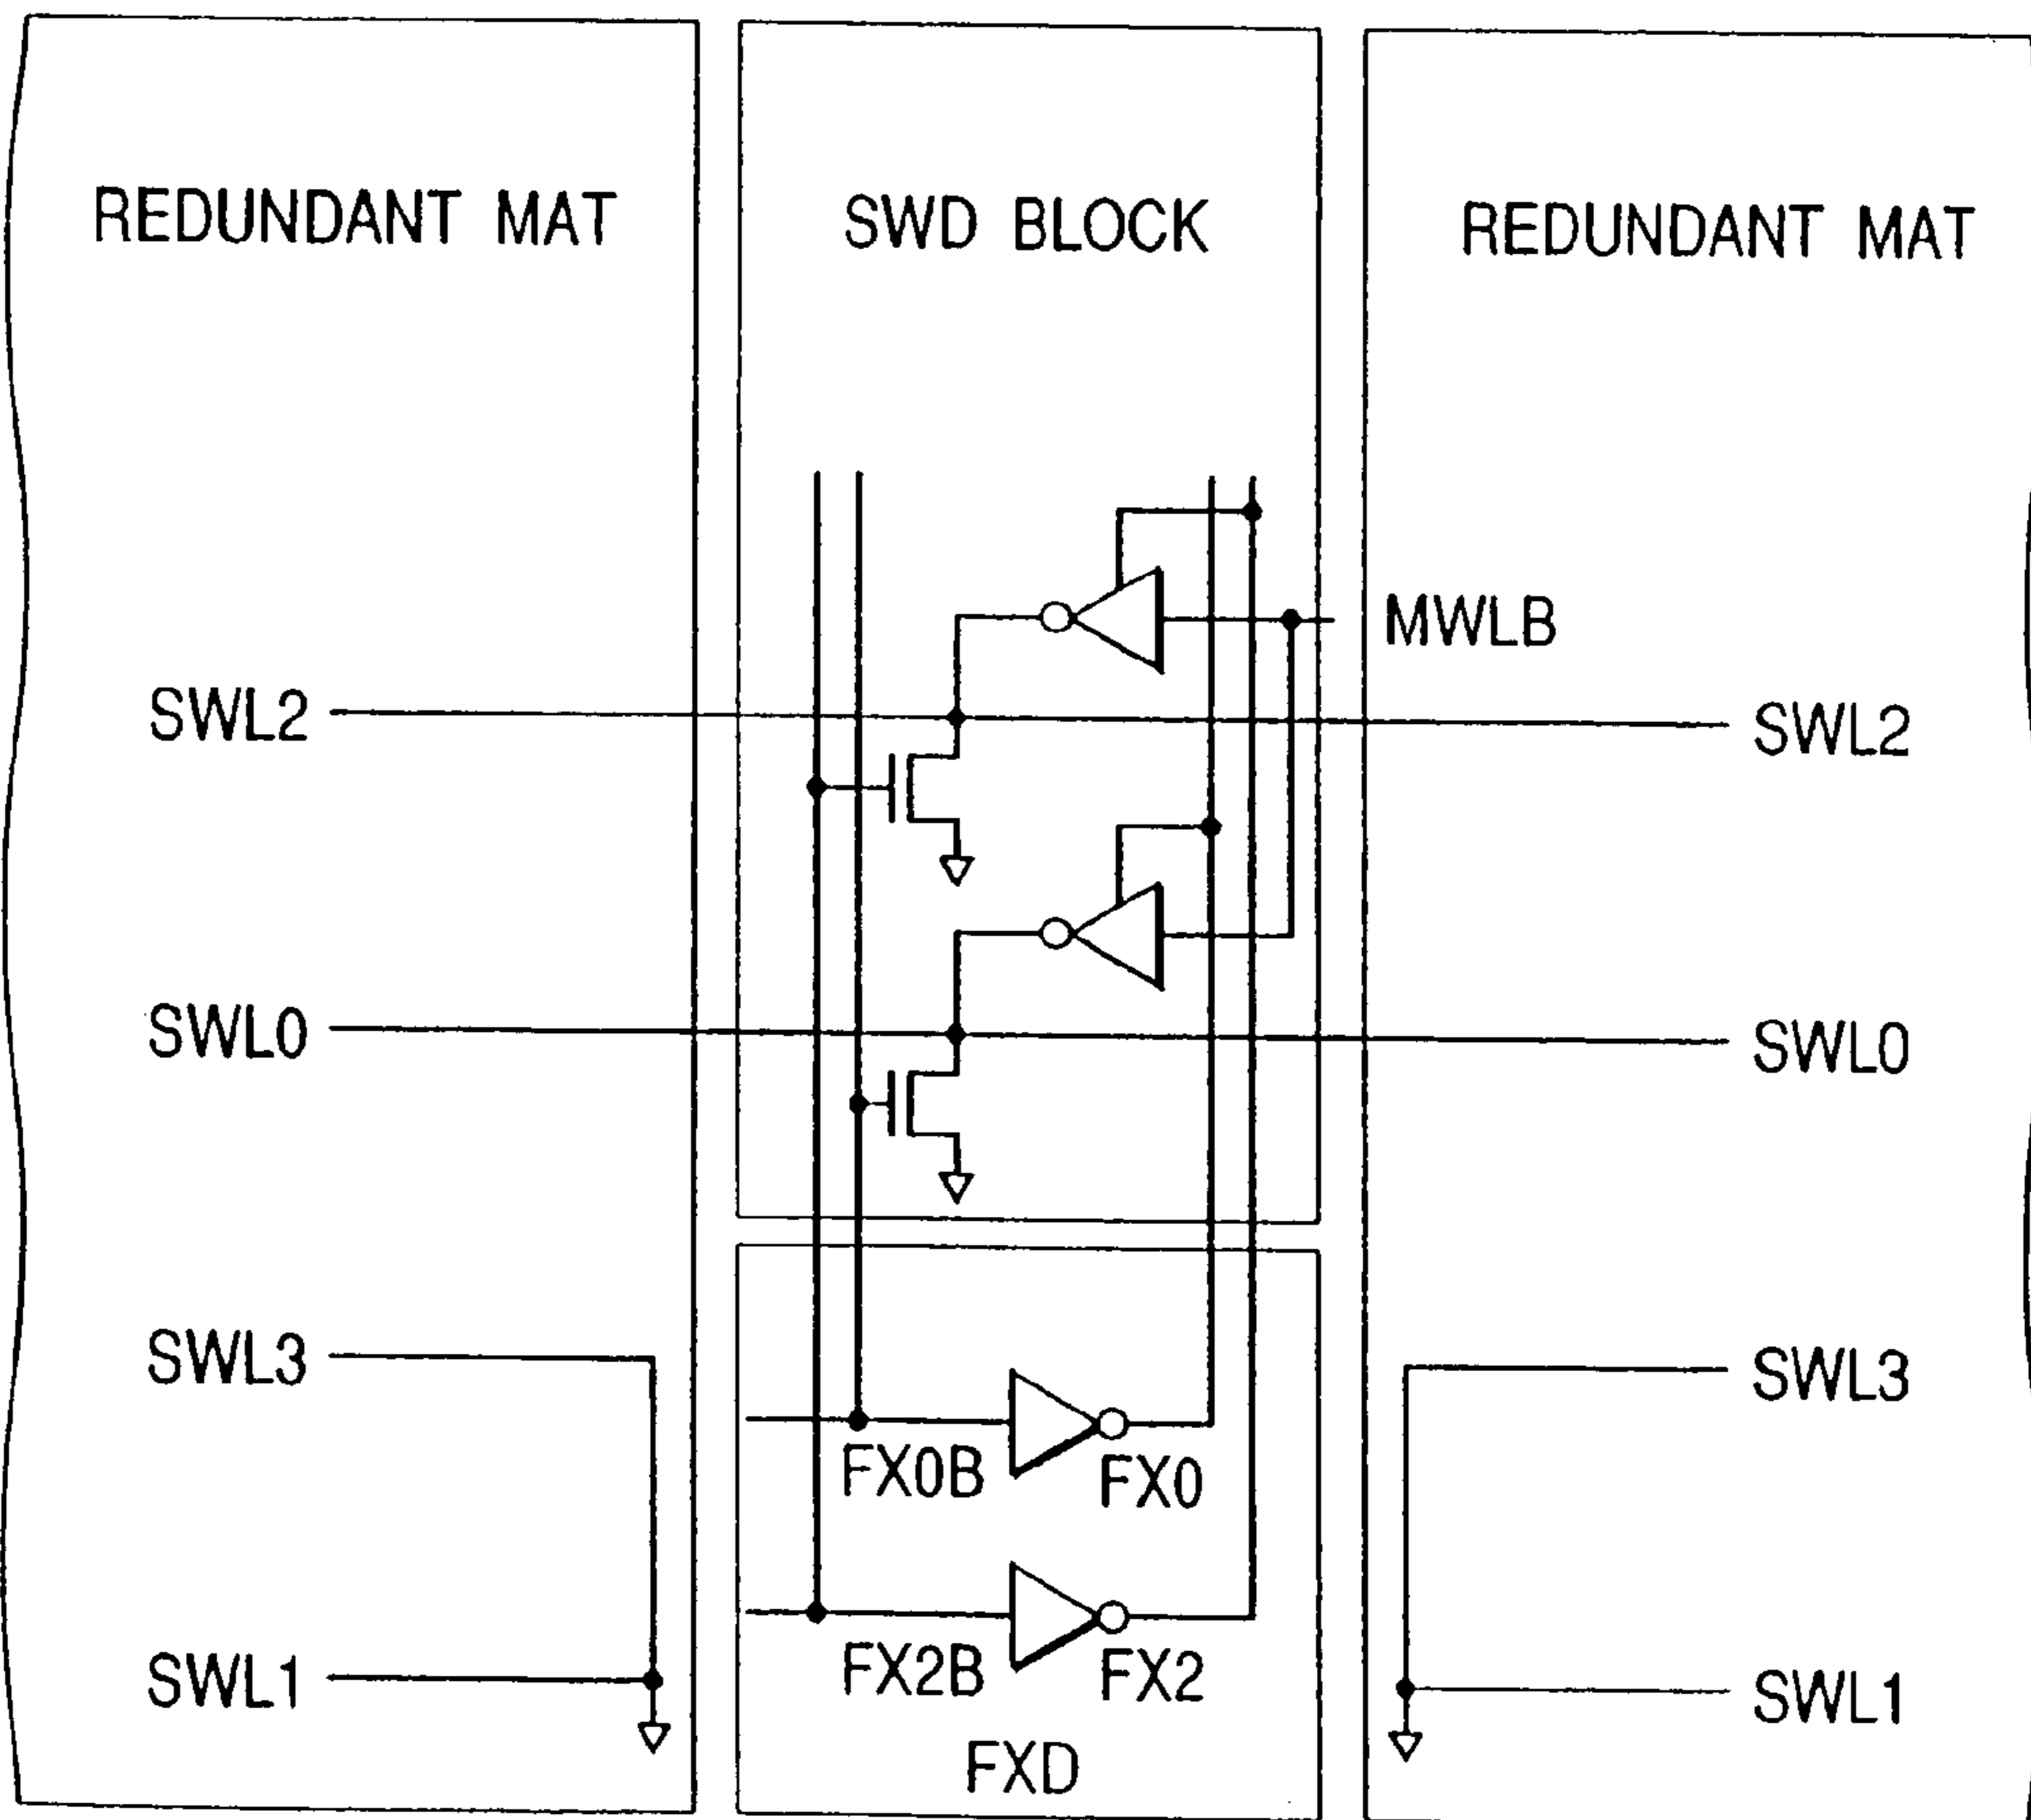 REDUNDANT MAT
SWD BLOCK
REDUNDANT MAT
MWLB
SWL2
SWL2
SWL0
SWL0
SWL3
SWL3
FX0B
FX0
FX2B
FX2
SWL1
SWL1
FXD